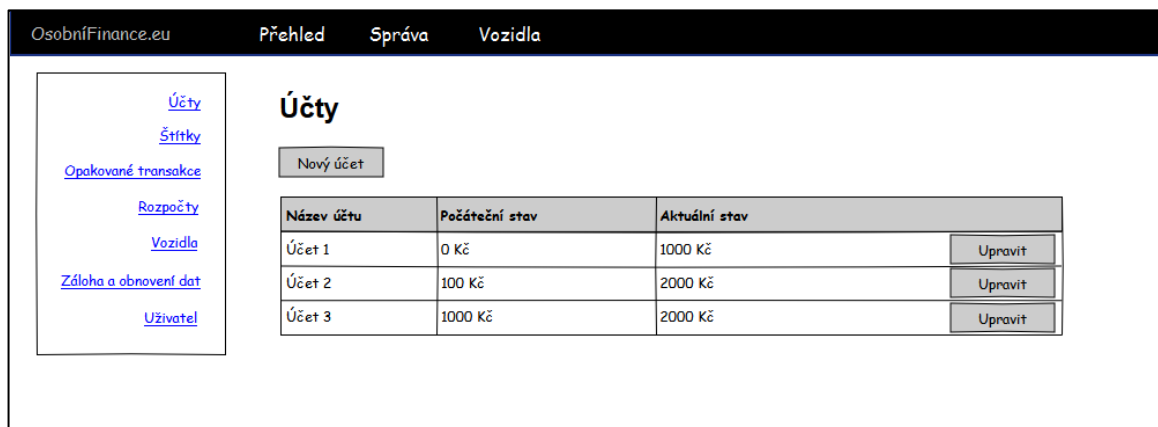 OsobníFinance.eu Přehled Správa Vozidla
Účty
Štítky
Opakované transakce
Rozpočty
Vozidla
Záloha a obnovení dat
Uživatel
Účty
Nový účet
Název účtu Počáteční stav Aktuální stav
Účet 1 0 Kč 1000 Kč Upravit
Účet 2 100 Kč 2000 Kč Upravit
Účet 3 1000 Kč 2000 Kč Upravit